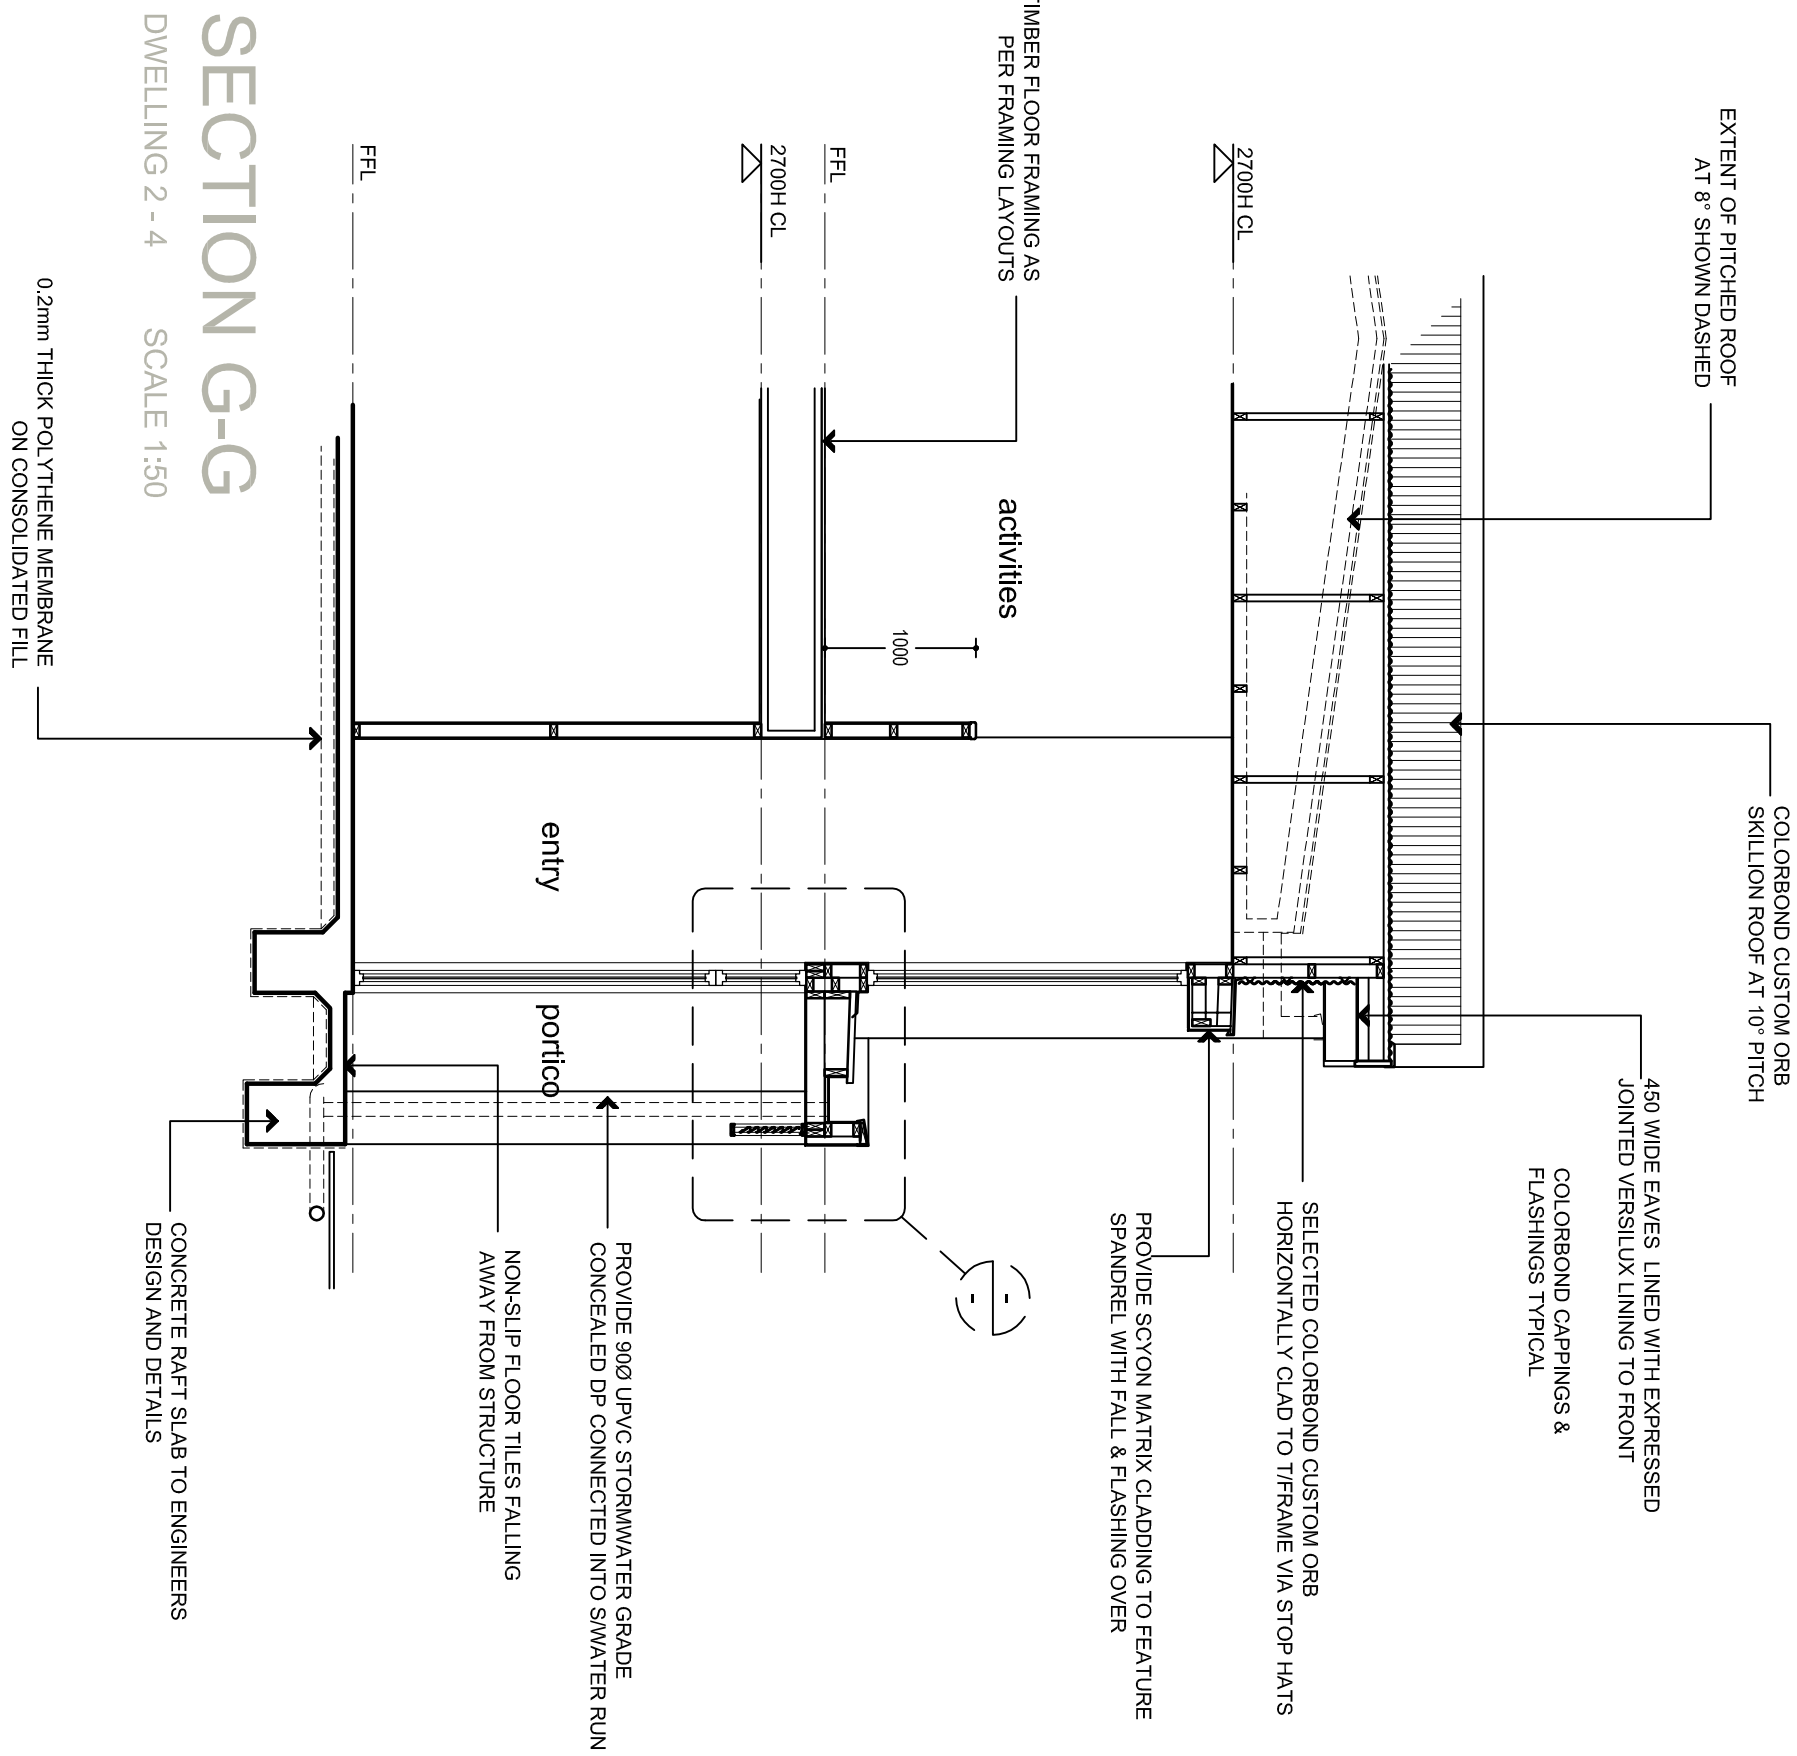 EXTENT OF PITCHED ROOF
AT 8° SHOWN DASHED
COLORBOND CUSTOM ORB
SKILLION ROOF AT 10° PITCH
450 WIDE EAVES LINED WITH EXPRESSED
JOINTED VERSILUX LINING TO FRONT
COLORBOND CAPPINGS &
FLASHINGS TYPICAL
2700H CL
SELECTED COLORBOND CUSTOM ORB
HORIZONTALLY CLAD TO T/FRAME VIA STOP HATS
PROVIDE SCYON MATRIX CLADDING TO FEATURE
SPANDREL WITH FALL & FLASHING OVER
TIMBER FLOOR FRAMING AS
PER FRAMING LAYOUTS
activities
1000
- -
FFL
2700H CL
entry
portico
PROVIDE 90Ø UPVC STORMWATER GRADE
CONCEALED DP CONNECTED INTO S/WATER RUN
NON-SLIP FLOOR TILES FALLING
AWAY FROM STRUCTURE
FFL
CONCRETE RAFT SLAB TO ENGINEERS
DESIGN AND DETAILS
SECTION G-G
DWELLING 2 - 4 SCALE 1:50
0.2mm THICK POLYTHENE MEMBRANE
ON CONSOLIDATED FILL